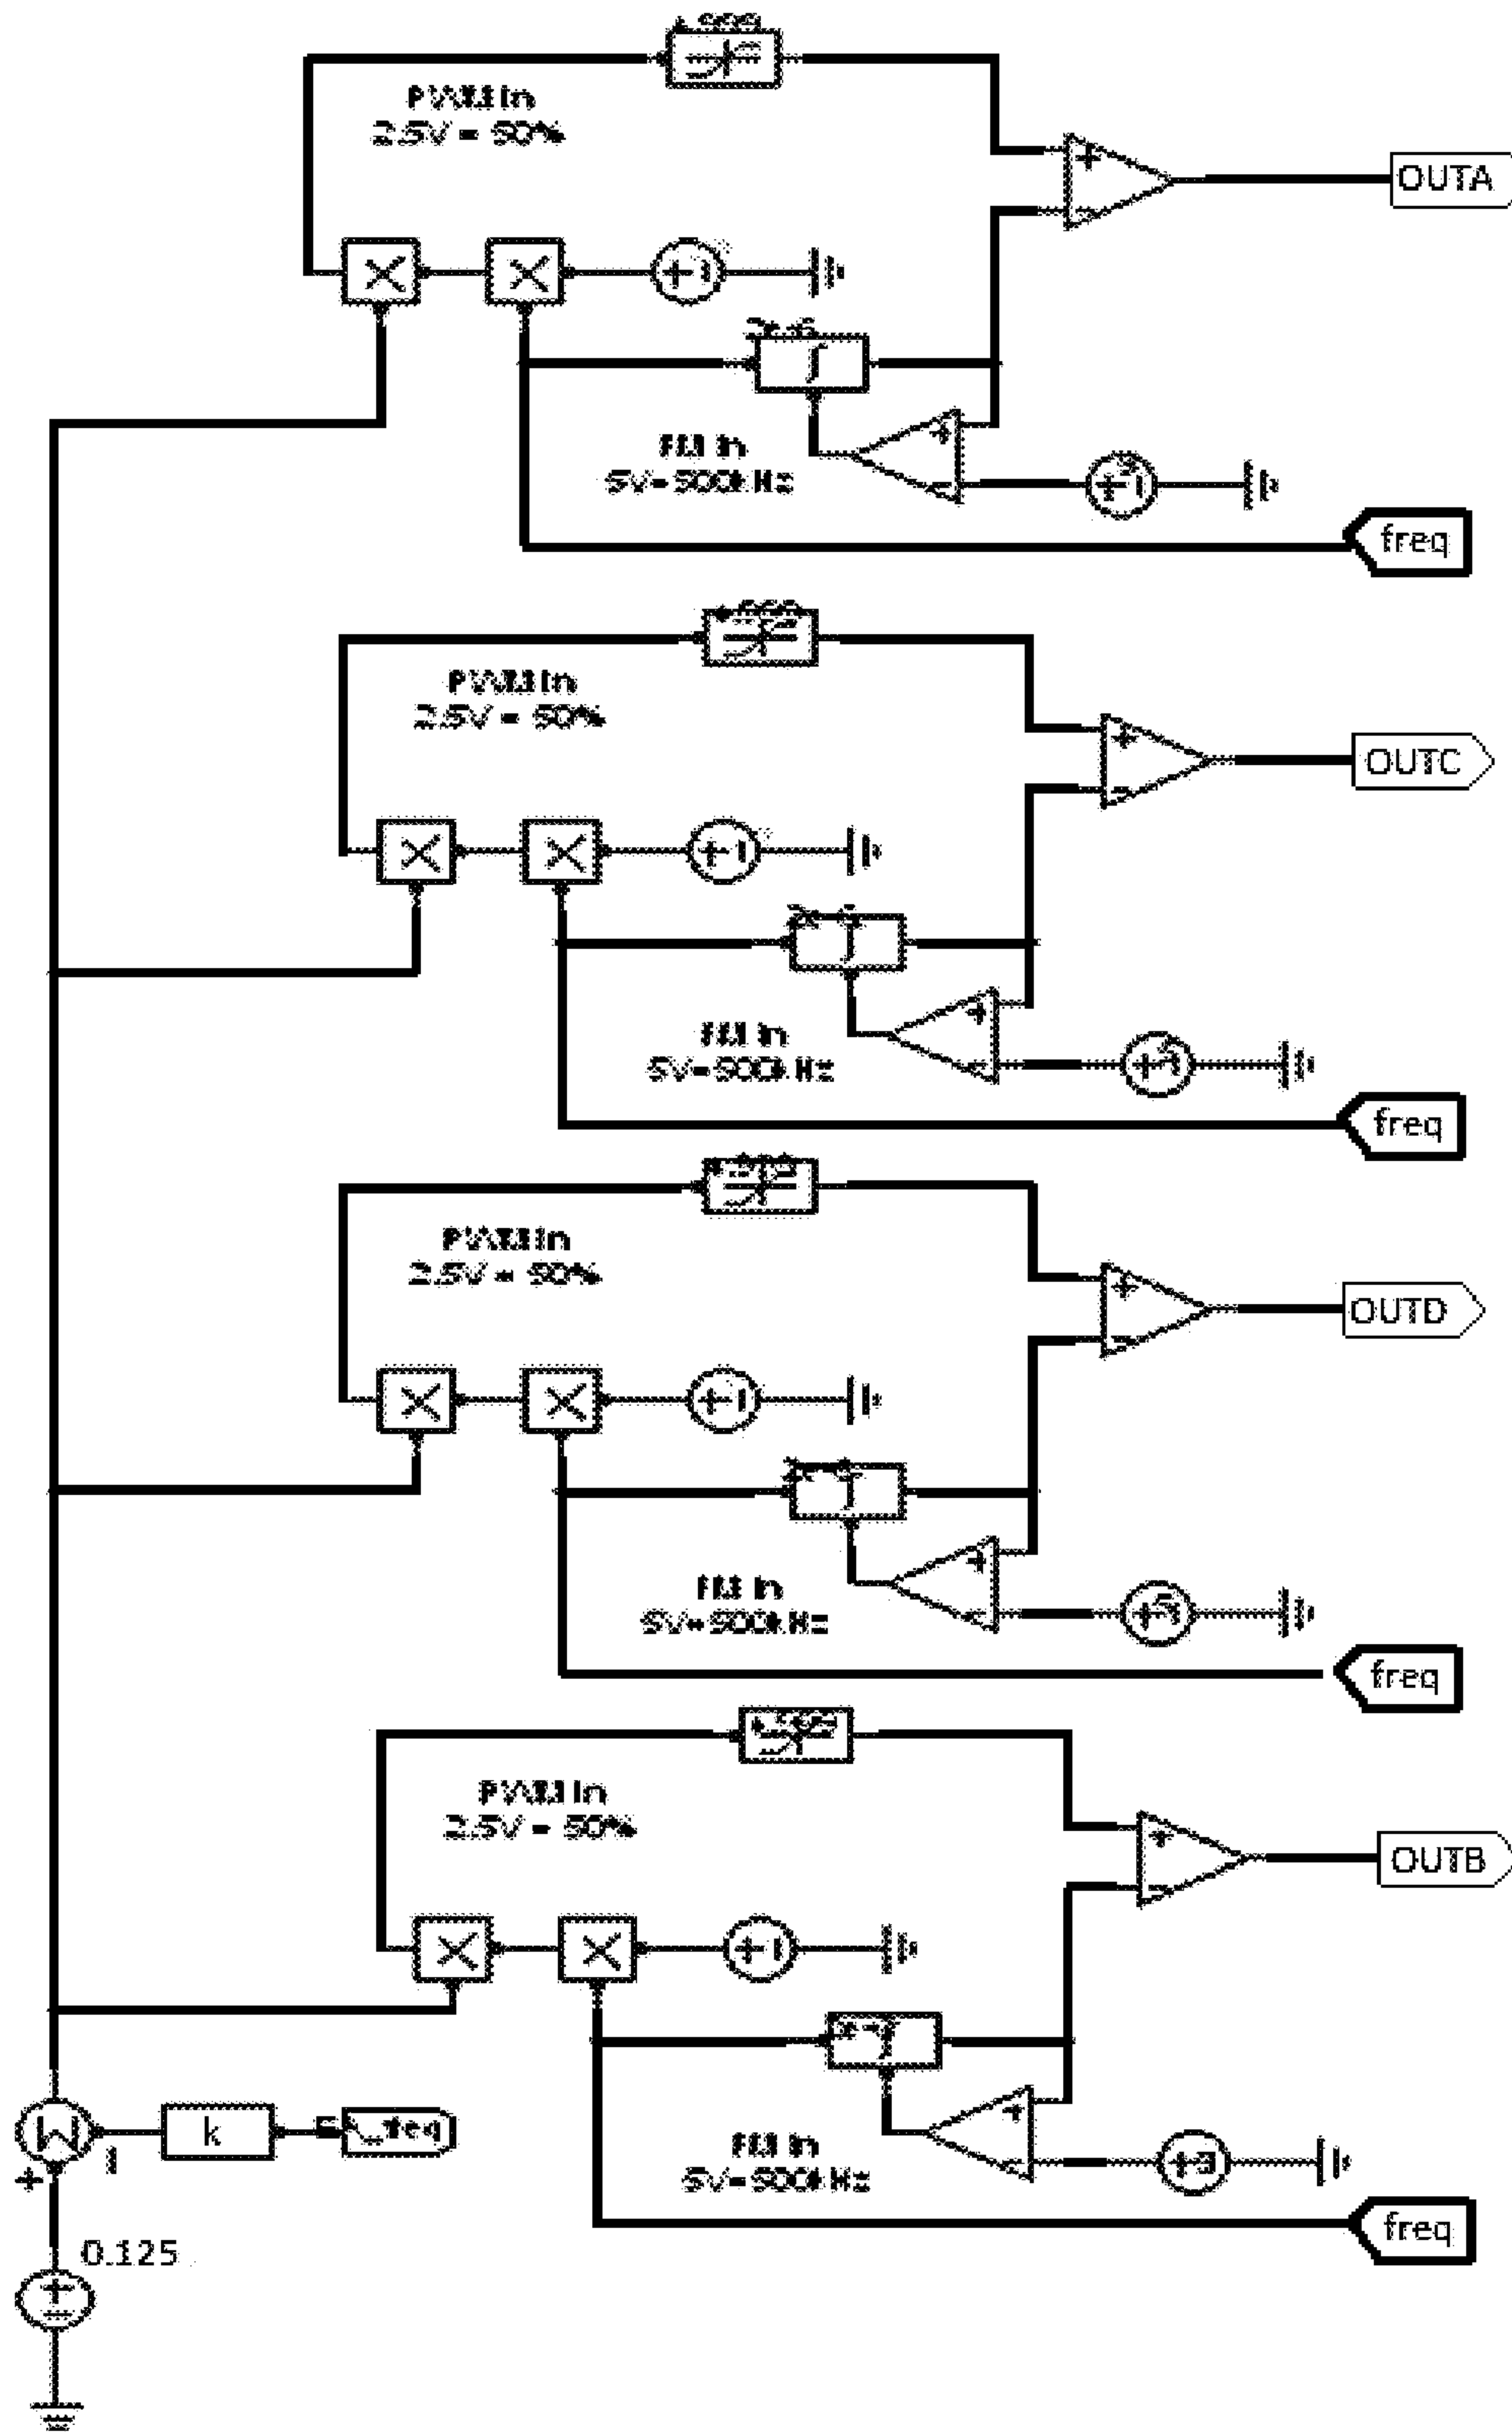 PWM In
2.5V = 50%
OUTA
FM In
5V=500kHz
freq
PWM In
2.5V = 50%
OUTC
FM In
5V=500kHz
freq
PWM In
2.5V = 50%
OUTD
FM In
5V=500kHz
freq
PWM In
2.5V = 50%
OUTB
k
FM In
5V=500kHz
freq
0.125